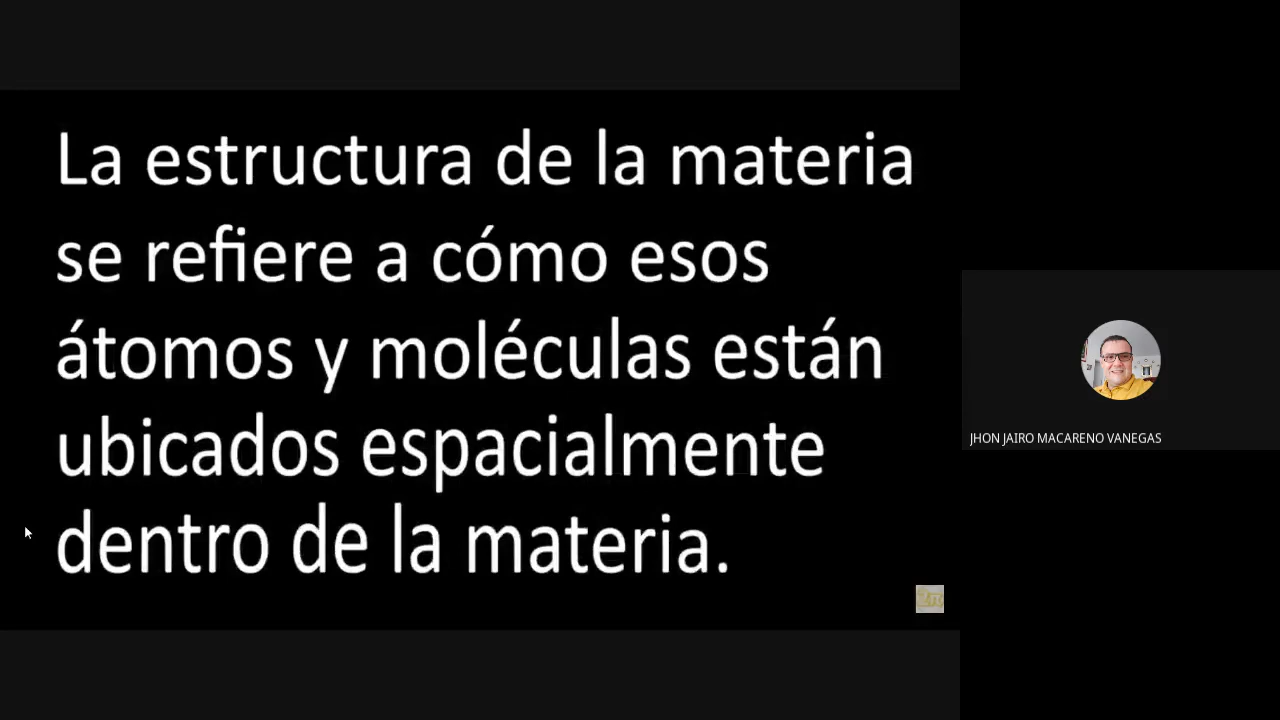 La estructura de la materia
se refiere a cómo esos
átomos y moléculas están
ubicados espacialmente
dentro de la materia.
JHON JAIRO MACARENO VANEGAS